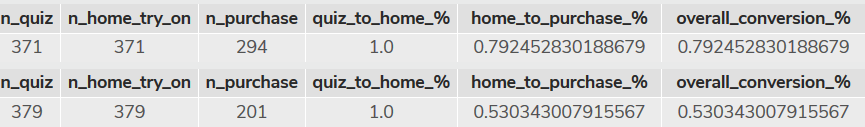 n_quiz n_home_try_on n_purchase quiz_to_home_% home_to_purchase_% overall_conversion_%
371 371 294 1.0 0.792452830188679 0.792452830188679
n_quiz n_home_try_on n_purchase quiz_to_home_% home_to_purchase_% overall_conversion_%
379 379 201 1.0 0.530343007915567 0.530343007915567